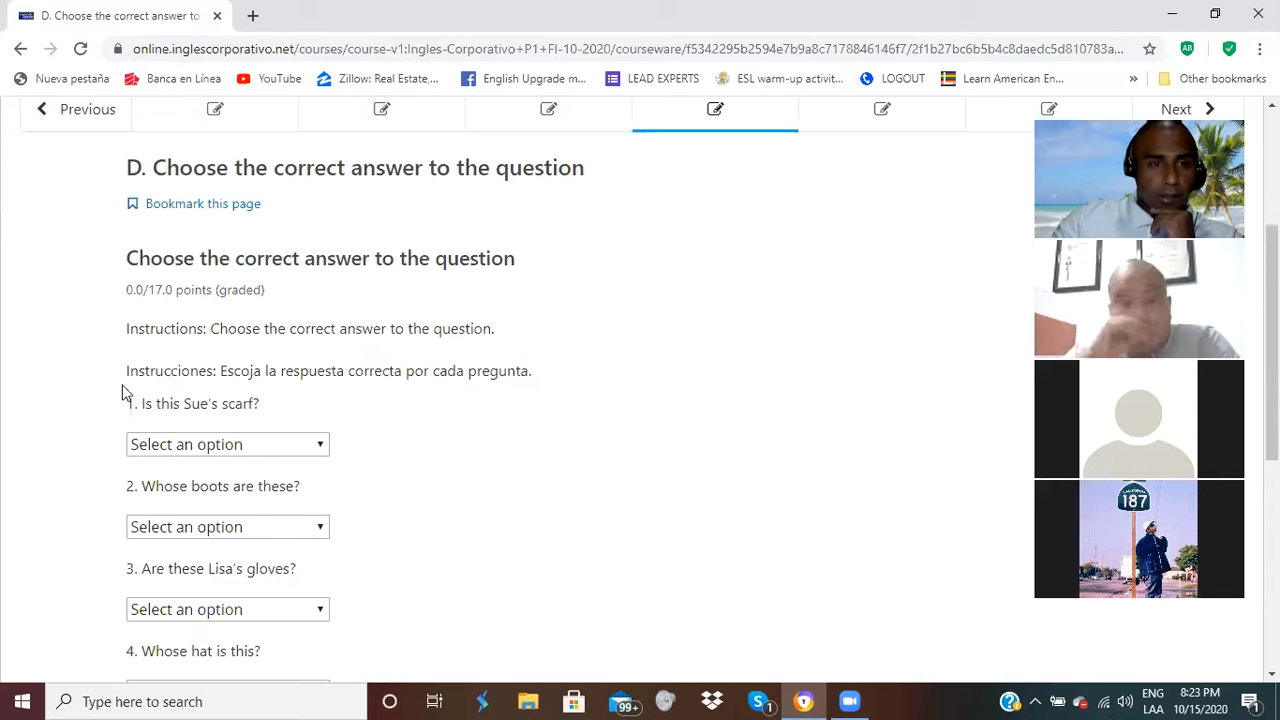 D. Choose the correct answer to
online.inglescorporativo.net/courses/course-v1:Ingles-Corporativo+P1+FI-10-2020/courseware/f5342295b2594e7b9a8c7178846146f7/2f1b27bc6b5b4c8daedc5d810783a...
Nueva pestaña
Banca en Línea
YouTube
Zillow: Real Estate,...
English Upgrade m...
LEAD EXPERTS
ESL warm-up activit...
LOGOUT
Learn American En...
»
Other bookmarks
Previous
Next
D. Choose the correct answer to the question
Bookmark this page
Choose the correct answer to the question
0.0/17.0 points (graded)
Instructions: Choose the correct answer to the question.
Instrucciones: Escoja la respuesta correcta por cada pregunta.
1. Is this Sue's scarf?
Select an option
2. Whose boots are these?
Select an option
3. Are these Lisa's gloves?
Select an option
4. Whose hat is this?
CALIFORNIA
187
Type here to search
99+
1
ENG
LAA
8:23 PM
10/15/2020
1